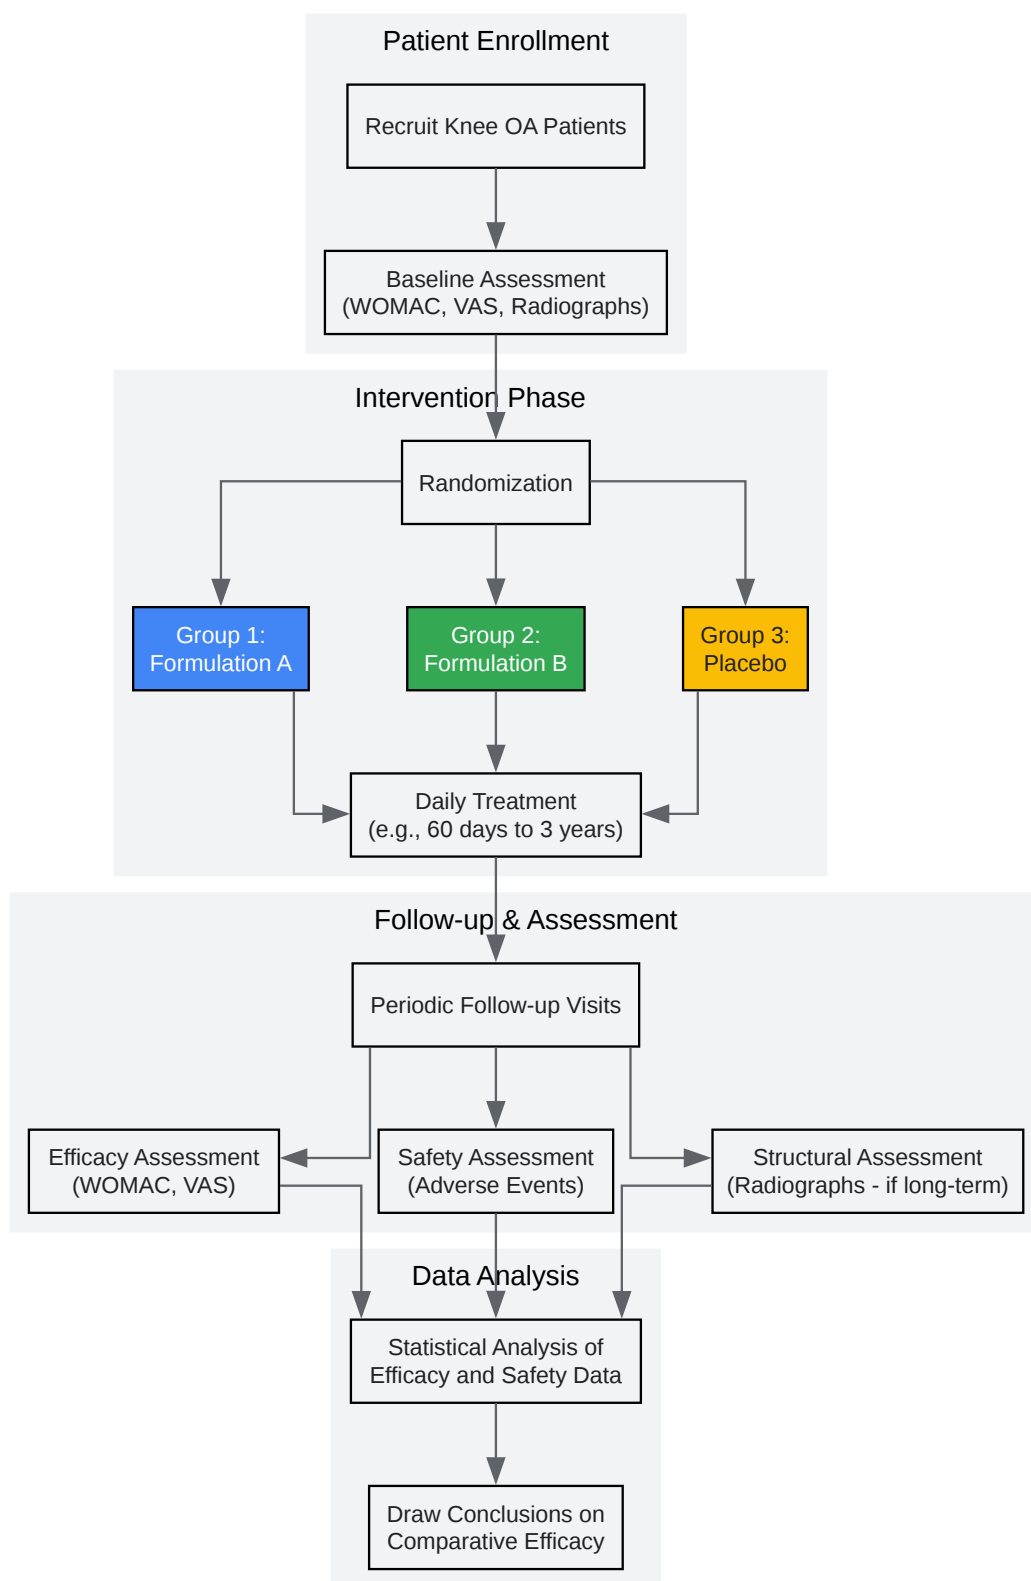 Patient Enrollment
Recruit Knee OA Patients
Baseline Assessment
(WOMAC, VAS, Radiographs)
Intervention Phase
Randomization
Group 1:
Formulation A
Group 2:
Formulation B
Group 3:
Placebo
Daily Treatment
(e.g., 60 days to 3 years)
Follow-up & Assessment
Periodic Follow-up Visits
Efficacy Assessment
(WOMAC, VAS)
Safety Assessment
(Adverse Events)
Structural Assessment
(Radiographs - if long-term)
Data Analysis
Statistical Analysis of
Efficacy and Safety Data
Draw Conclusions on
Comparative Efficacy